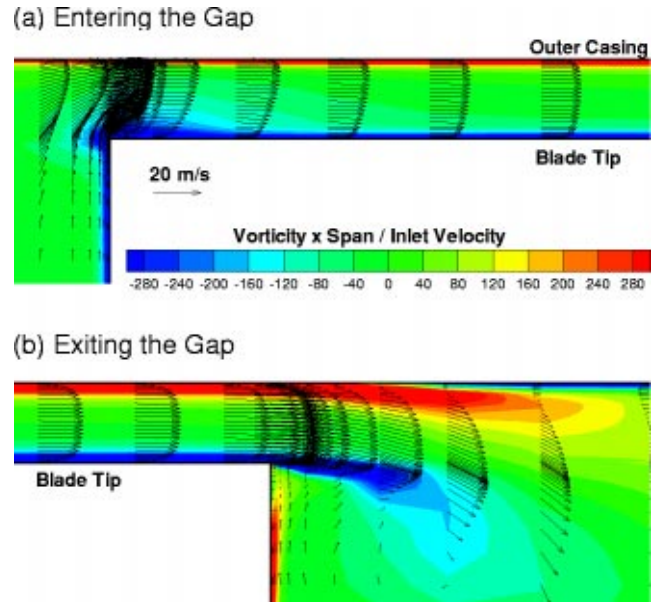 (a) Entering the Gap
Outer Casing
Blade Tip
20 m/s
Vorticity x Span / Inlet Velocity
-280 -240 -200 -160 -120 -80 -40 0 40 80 120 160 200 240 280
(b) Exiting the Gap
Blade Tip